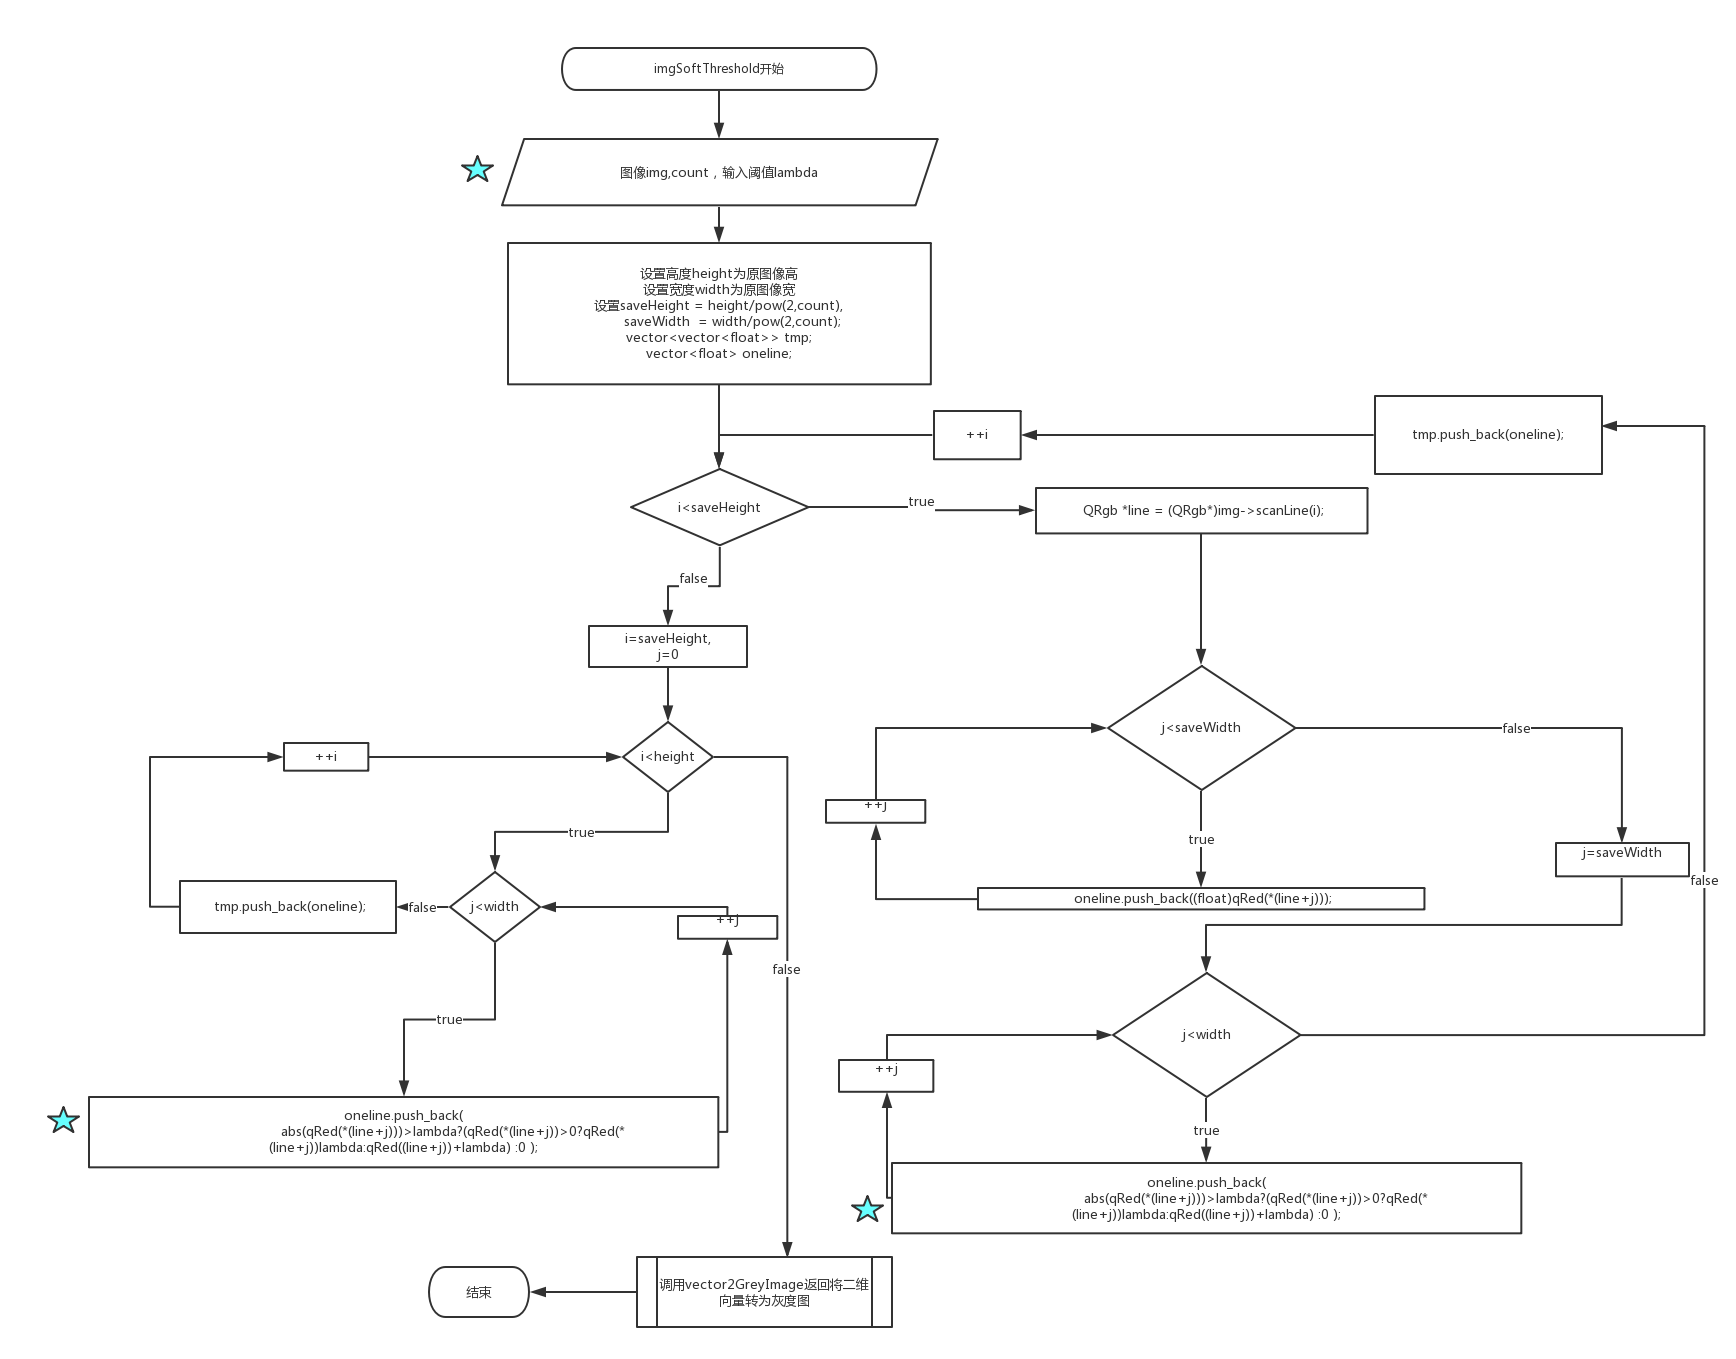 imgSoftThreshold开始
图像img,count，输入阈值lambda
设置高度height为原图像高
设置宽度width为原图像宽
设置saveHeight = height/pow(2,count),
saveWidth  = width/pow(2,count);
vector<vector<float>> tmp;
vector<float> oneline;
++i
tmp.push_back(oneline);
i<saveHeight
true
QRgb *line = (QRgb*)img->scanLine(i);
false
i=saveHeight,
j=0
j<saveWidth
false
++i
i<height
++j
true
true
j=saveWidth
false
tmp.push_back(oneline);
false
j<width
++j
oneline.push_back((float)qRed(*(line+j)));
false
true
j<width
++j
oneline.push_back(
abs(qRed(*(line+j)))>lambda?(qRed(*(line+j))>0?qRed(*
(line+j))lambda:qRed((line+j))+lambda) :0 );
true
oneline.push_back(
abs(qRed(*(line+j)))>lambda?(qRed(*(line+j))>0?qRed(*
(line+j))lambda:qRed((line+j))+lambda) :0 );
结束
调用vector2GreyImage返回将二维
向量转为灰度图